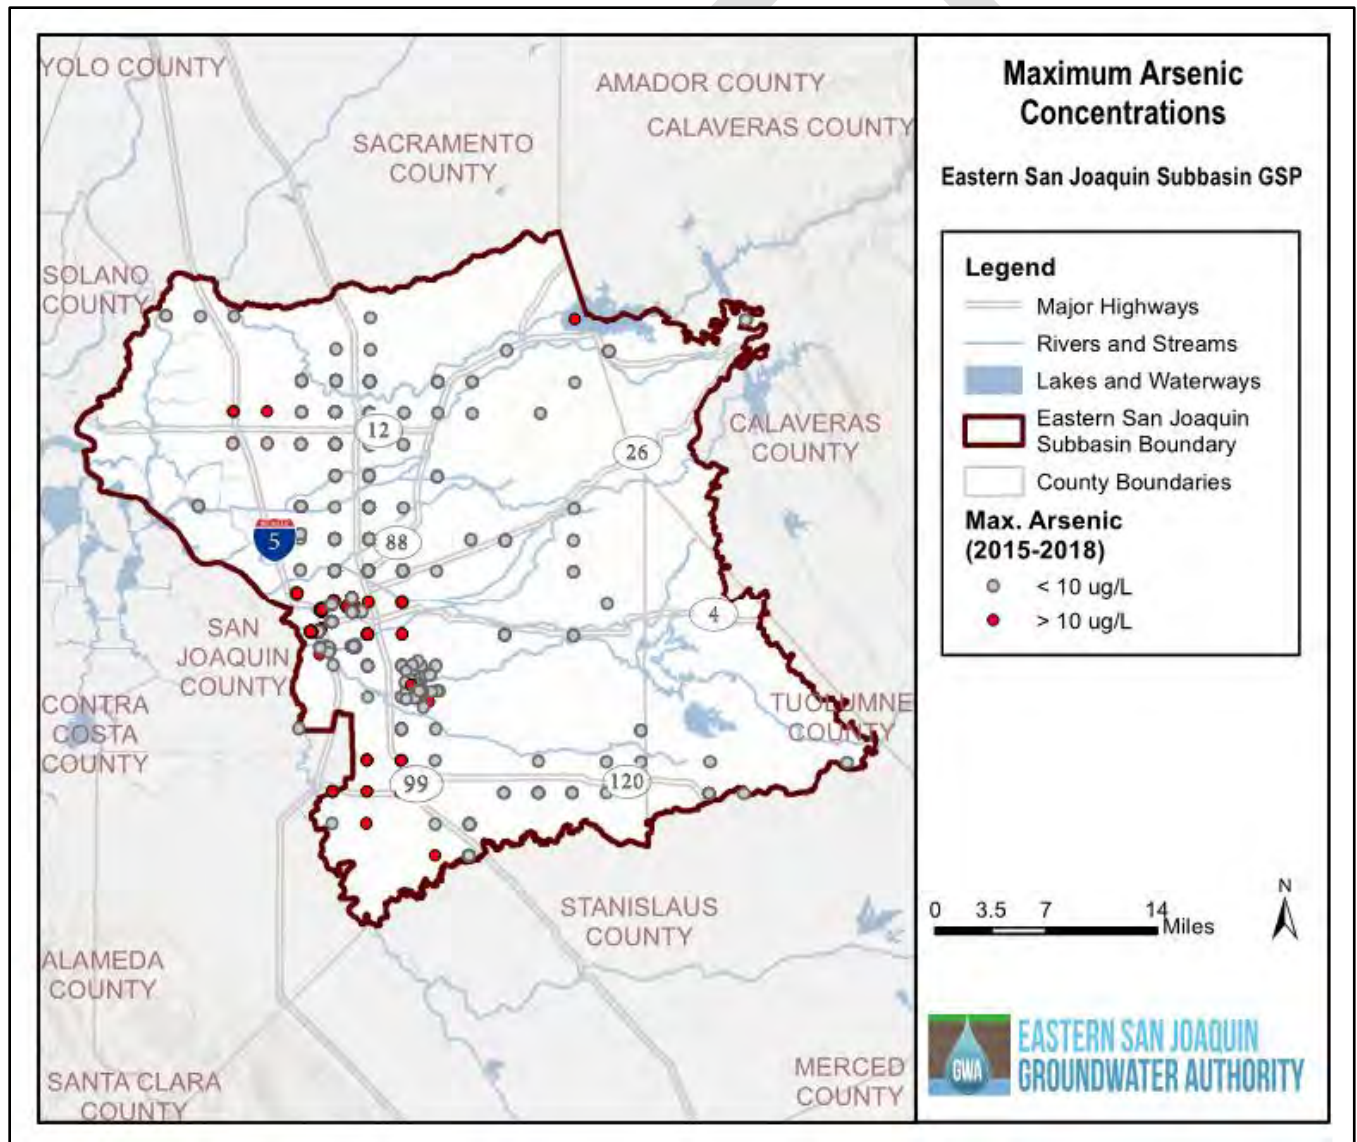 YOLO COUNTY
AMADOR COUNTY
CALAVERAS COUNTY
SACRAMENTO
COUNTY
SOLANO
COUNTY
12
CALAVERAS
COUNTY
26
5
88
4
SAN
JOAQUIN
COUNTY
CONTRA
COSTA
COUNTY
TUOLUMNE
COUNTY
99
120
STANISLAUS
COUNTY
ALAMEDA
COUNTY
MERCED
COUNTY
SANTA CLARA
COUNTY
Maximum Arsenic
Concentrations
Eastern San Joaquin Subbasin GSP
Legend
Major Highways
Rivers and Streams
Lakes and Waterways
Eastern San Joaquin
Subbasin Boundary
County Boundaries
Max. Arsenic
(2015-2018)
< 10 ug/L
> 10 ug/L
N
0 3.5 7 14
Miles
GWA
EASTERN SAN JOAQUIN
GROUNDWATER AUTHORITY